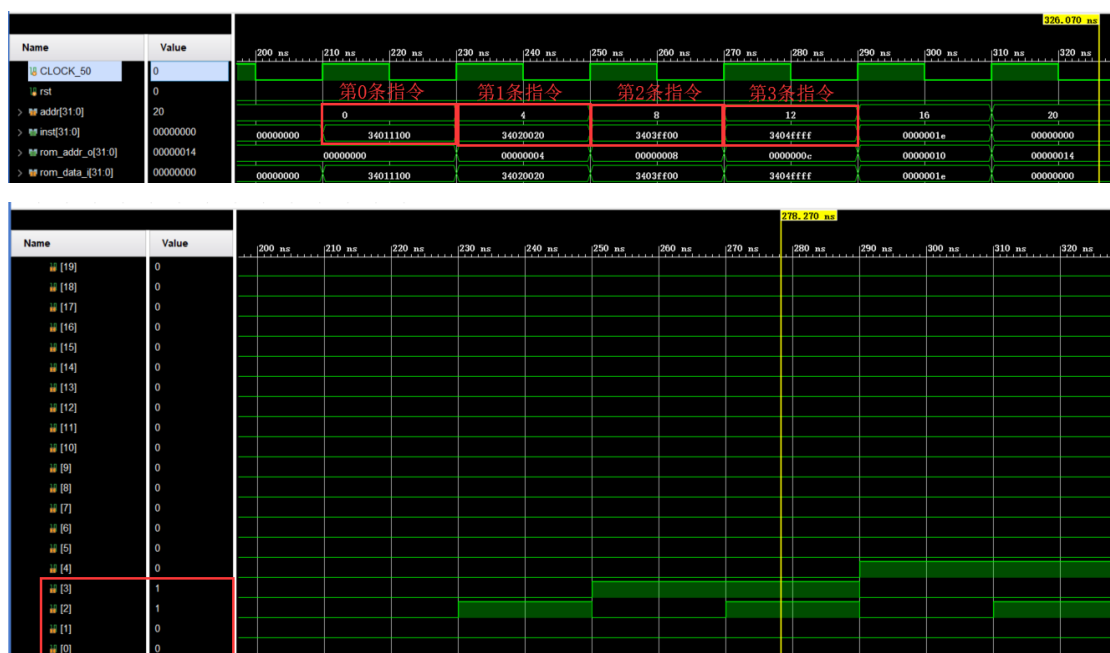 326.070 ns
Name Value
200 ns 210 ns 220 ns 230 ns 240 ns 250 ns 260 ns 270 ns 280 ns 290 ns 300 ns 310 ns 320 ns
CLOCK_50 0
rst 0
第0条指令 第1条指令 第2条指令 第3条指令
addr[31:0] 20 0 4 8 12 16 20
inst[31:0] 00000000 00000000 34011100 34020020 3403ff00 3404ffff 0000001e 00000000
rom_addr_o[31:0] 00000014 00000000 00000004 00000008 0000000c 00000010 00000014
rom_data_i[31:0] 00000000 00000000 34011100 34020020 3403ff00 3404ffff 0000001e 00000000
278.270 ns
Name Value
200 ns 210 ns 220 ns 230 ns 240 ns 250 ns 260 ns 270 ns 280 ns 290 ns 300 ns 310 ns 320 ns
[19] 0
[18] 0
[17] 0
[16] 0
[15] 0
[14] 0
[13] 0
[12] 0
[11] 0
[10] 0
[9] 0
[8] 0
[7] 0
[6] 0
[5] 0
[4] 0
[3] 1
[2] 1
[1] 0
[0] 0